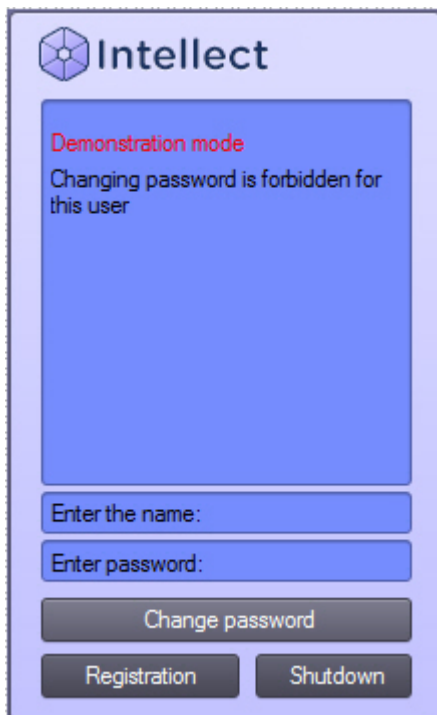 Intellect
Demonstration mode
Changing password is forbidden for
this user
Enter the name:
Enter password:
Change password
Registration
Shutdown